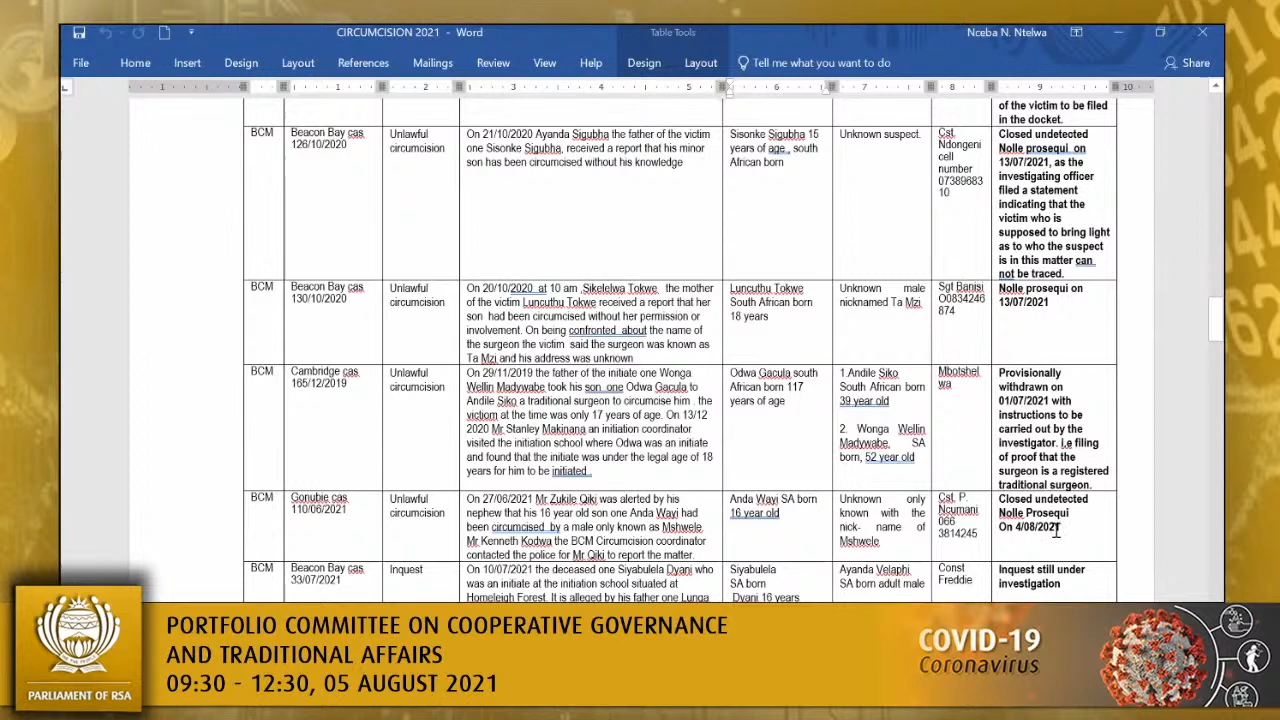 CIRCUMCISION 2021 - Word
Table Tools
Nceba N. Ntelwa
File Home Insert Design Layout References Mailings Review View Help Design Layout Tell me what you want to do Share
1 1 2 3 4 5 6 7 8 9 10
of the victim to be filed
in the docket.
BCM
Beacon Bay cas
126/10/2020
Unlawful
circumcision
On 21/10/2020 Ayanda Sigubha the father of the victim
one Sisonke Sigubha, received a report that his minor
son has been circumcised without his knowledge
Sisonke Sigubha 15
years of age , south
African born
Unknown suspect.
Cst.
Ndongeni
cell
number
07389683
10
Closed undetected
Nolle prosequi on
13/07/2021, as the
investigating officer
filed a statement
indicating that the
victim who is
supposed to bring light
as to who the suspect
is in this matter can
not be traced.
BCM
Beacon Bay cas
130/10/2020
Unlawful
circumcision
On 20/10/2020 at 10 am ,Sikelelwa Tokwe the mother
of the victim Luncuthu Tokwe received a report that her
son had been circumcised without her permission or
involvement. On being confronted about the name of
the surgeon the victim said the surgeon was known as
Ta Mzi and his address was unknown
Luncuthu Tokwe
South African born
18 years
Unknown male
nicknamed Ta Mzi
Sgt Banisi
O0834246
874
Nolle prosequi on
13/07/2021
BCM
Cambridge cas
165/12/2019
Unlawful
circumcision
On 29/11/2019 the father of the initiate one Wonga
Wellin Madywabe took his son one Odwa Gacula to
Andile Siko a traditional surgeon to circumcise him . the
victiom at the time was only 17 years of age. On 13/12
2020 Mr Stanley Makinana an initiation coordinator
visited the initiation school where Odwa was an initiate
and found that the initiate was under the legal age of 18
years for him to be initiated .
Odwa Gacula south
African born 117
years of age
1.Andile Siko
South African born
39 year old
2. Wonga Wellin
Madywabe, SA
born, 52 year old
Mbotshel
wa
Provisionally
withdrawn on
01/07/2021 with
instructions to be
carried out by the
investigator. I.e filing
of proof that the
surgeon is a registered
traditional surgeon.
BCM
Gonubie cas
110/06/2021
Unlawful
circumcision
On 27/06/2021 Mr Zukile Qiki was alerted by his
nephew that his 16 year old son one Anda Wayi had
been circumcised by a male only known as Mshwele.
Mr Kenneth Kodwa the BCM Circumcision coordinator
contacted the police for Mr Qiki to report the matter.
Anda Wayi SA born
16 year old
Unknown only
known with the
nick- name of
Mshwele
Cst. P.
Ncumani
066
3814245
Closed undetected
Nolle Prosequi
On 4/08/2021
BCM
Beacon Bay cas
33/07/2021
Inquest
On 10/07/2021 the deceased one Siyabulela Dyani who
was an initiate at the initiation school situated at
Homeleigh Forest. It is alleged by his father one Lunga
Siyabulela
SA born
Dyani 16 years
Ayanda Velaphi
SA born adult male
Const
Freddie
Inquest still under
investigation
PARLIAMENT OF RSA
PORTFOLIO COMMITTEE ON COOPERATIVE GOVERNANCE
AND TRADITIONAL AFFAIRS
09:30 - 12:30, 05 AUGUST 2021
COVID-19
Coronavirus